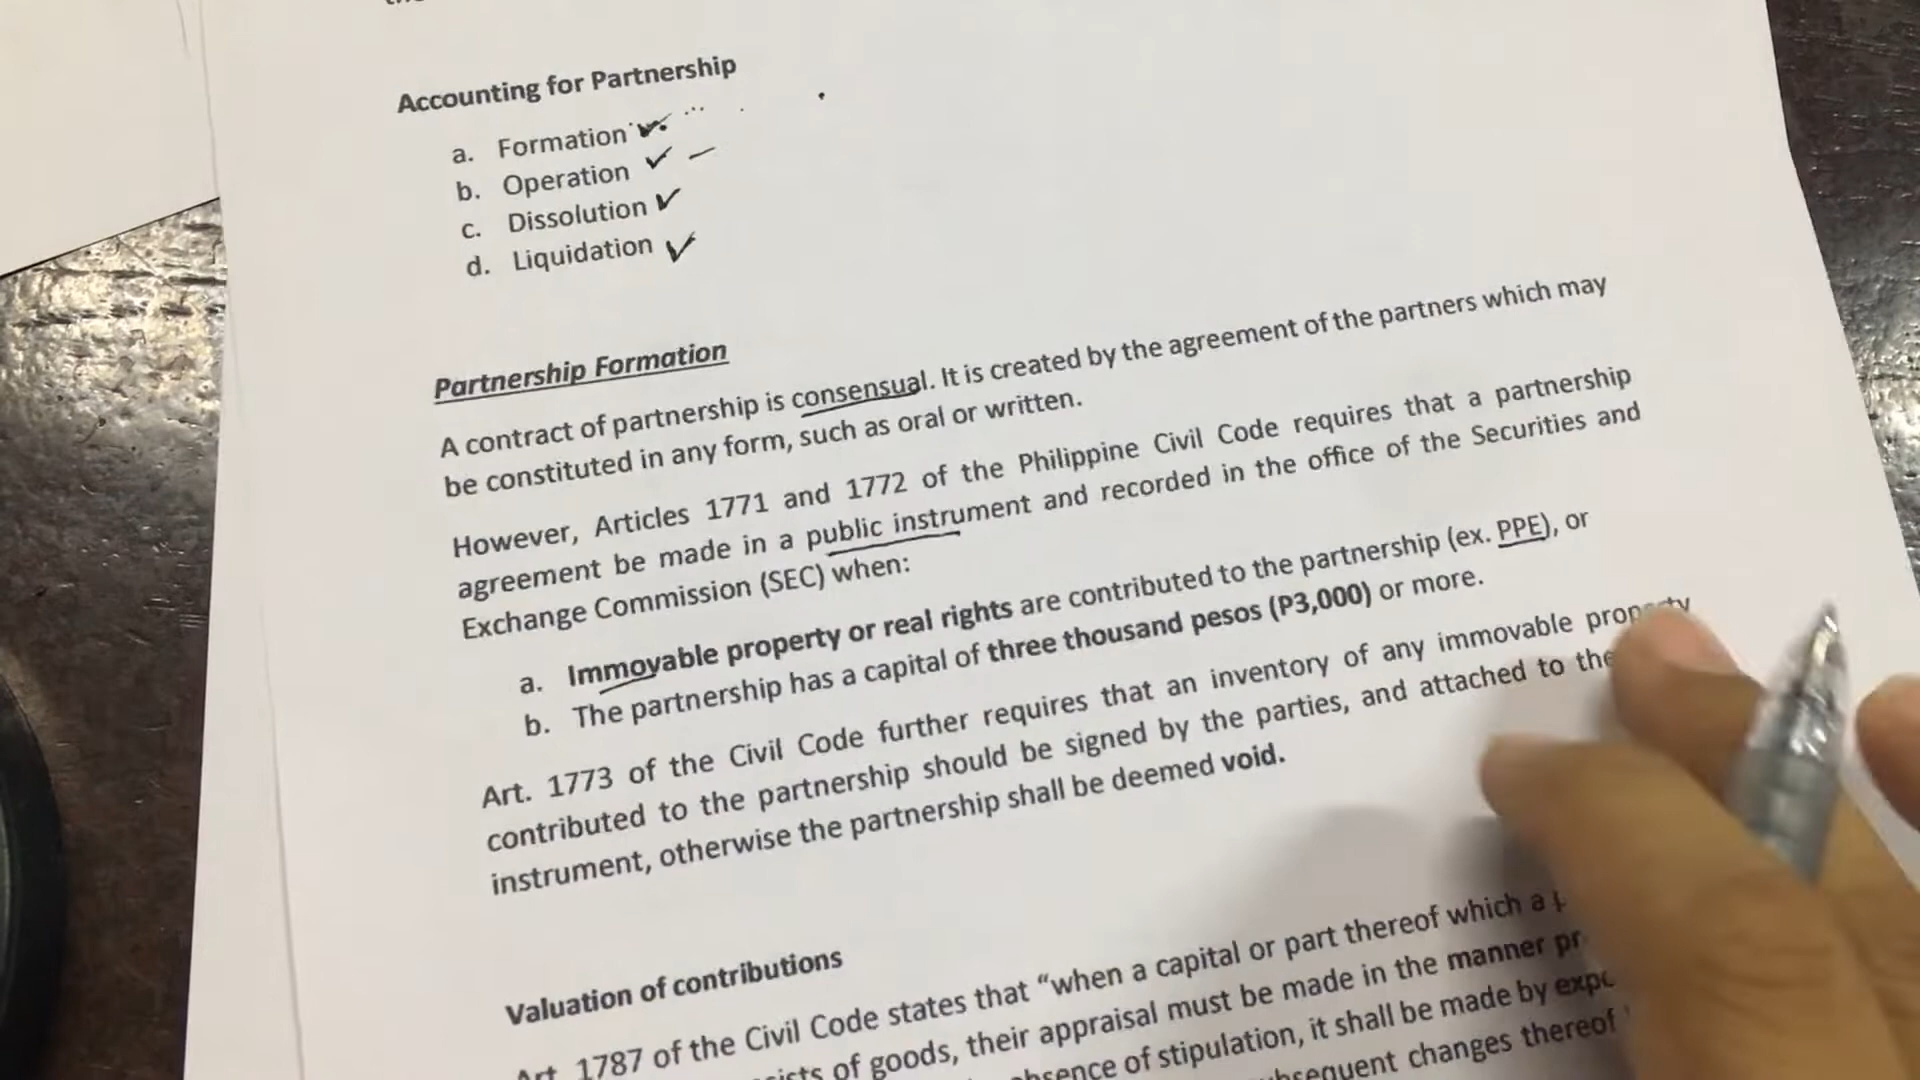 Accounting for Partnership
a. Formation
b. Operation
c. Dissolution
d. Liquidation
Partnership Formation
A contract of partnership is consensual. It is created by the agreement of the partners which may
be constituted in any form, such as oral or written.
However, Articles 1771 and 1772 of the Philippine Civil Code requires that a partnership
agreement be made in a public instrument and recorded in the office of the Securities and
Exchange Commission (SEC) when:
a. Immovable property or real rights are contributed to the partnership (ex. PPE), or
b. The partnership has a capital of three thousand pesos (P3,000) or more.
Art. 1773 of the Civil Code further requires that an inventory of any immovable property
contributed to the partnership should be signed by the parties, and attached to the
instrument, otherwise the partnership shall be deemed void.
Valuation of contributions
Art. 1787 of the Civil Code states that “when a capital or part thereof which a
of goods, their appraisal must be made in the manner
of stipulation, it shall be made by
changes thereof